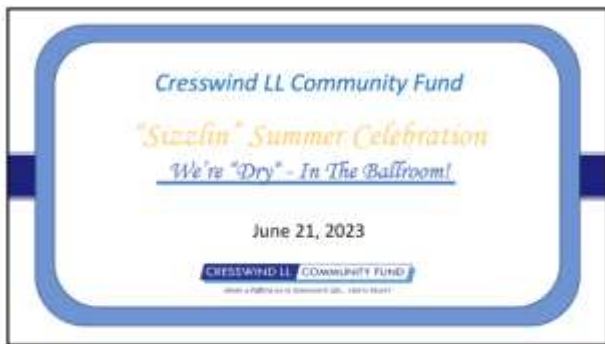 Cresswind LL Community Fund
"Sizzlin" Summer Celebration
We're "Dry" - In The Ballroom!
June 21, 2023
CRESSWIND LL COMMUNITY FUND